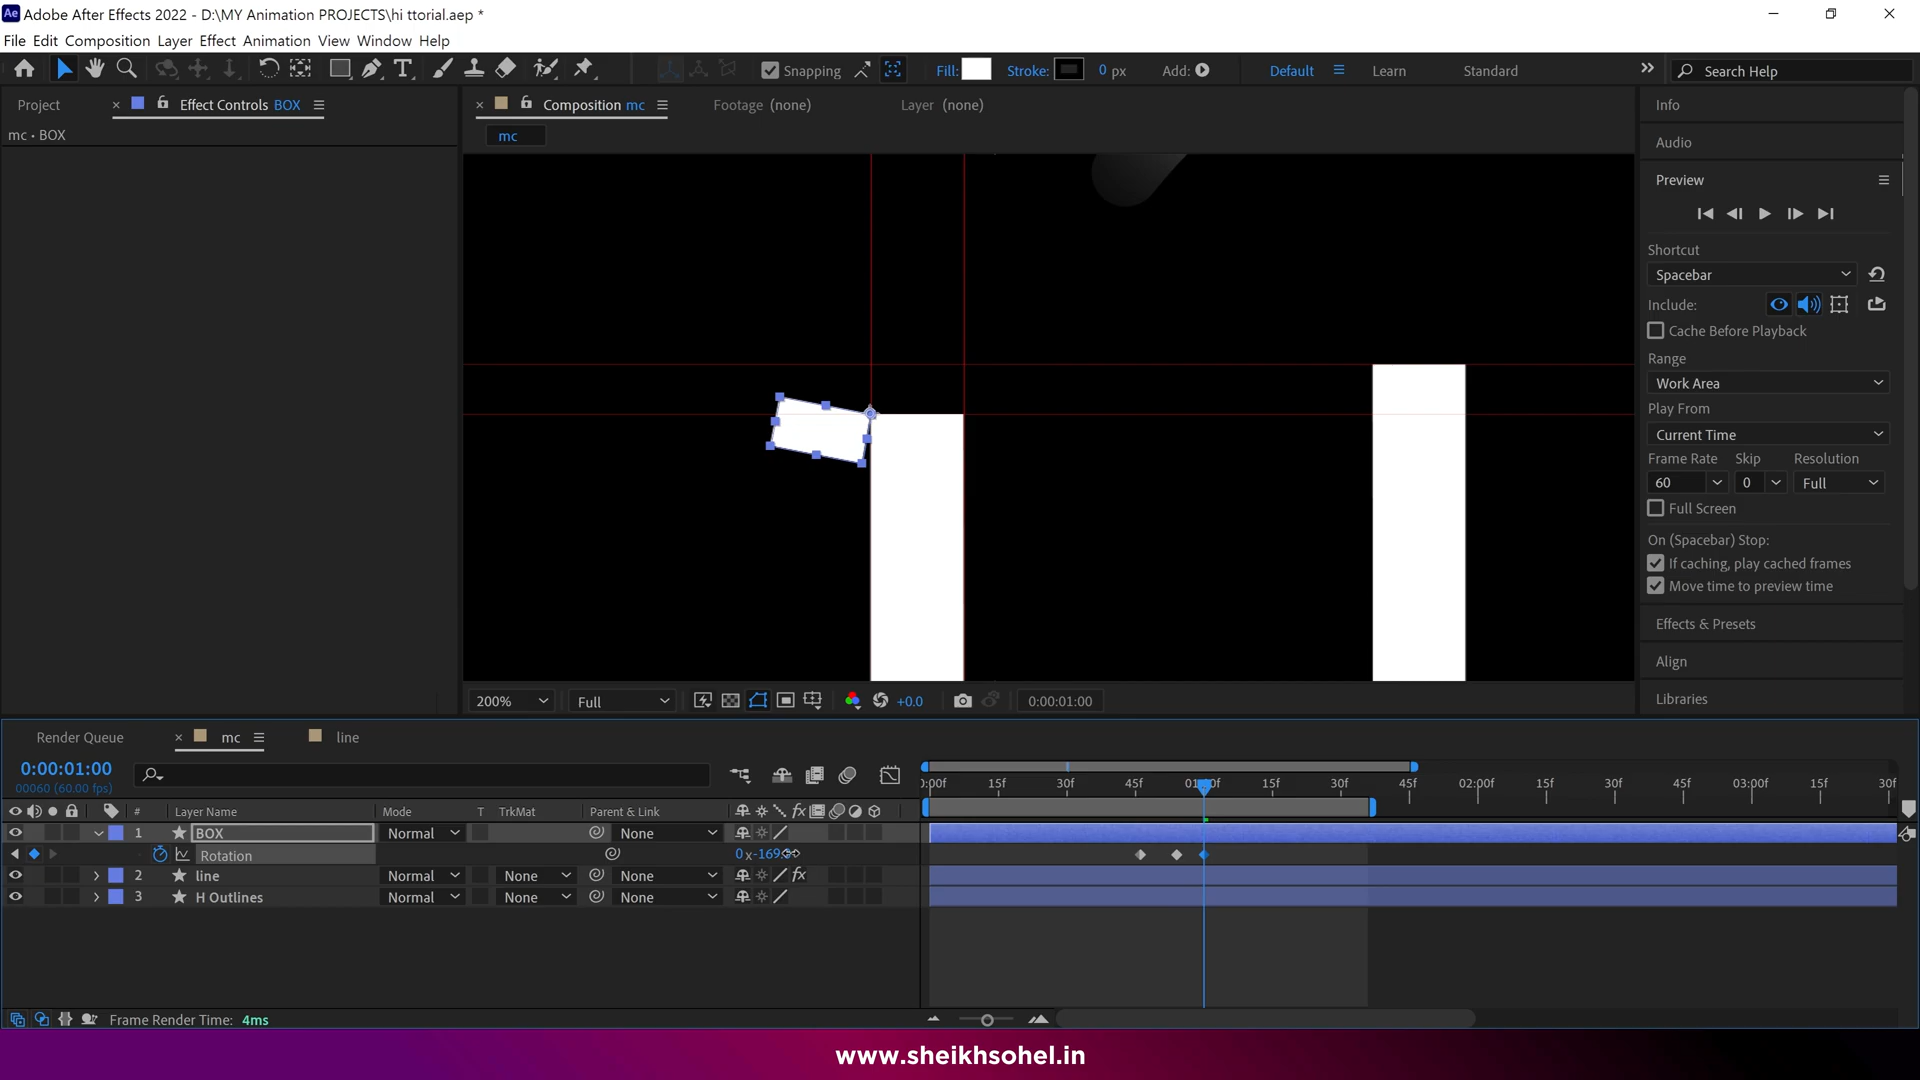 Ae Adobe After Effects 2022 - D:\MY Animation PROJECTS\hi ttorial.aep *
File Edit Composition Layer Effect Animation View Window Help
Snapping Fill: Stroke: 0 px Add: Default Learn Standard Search Help
Project Effect Controls BOX
mc • BOX
Composition mc Footage (none) Layer (none)
mc
Info
Audio
Preview
Shortcut
Spacebar
Include:
Cache Before Playback
Range
Work Area
Play From
Current Time
Frame Rate Skip Resolution
60 0 Full
Full Screen
On (Spacebar) Stop:
If caching, play cached frames
Move time to preview time
Effects & Presets
Align
Libraries
200% Full +0.0 0:00:01:00
Render Queue mc line
0:00:01:00
00060 (60.00 fps)
:00f 15f 30f 45f 15f 30f 45f 02:00f 15f 30f 45f 03:00f 15f 30f
# Layer Name Mode T TrkMat Parent & Link fx
1 BOX Normal None
Rotation 0 x-169.
2 line Normal None None fx
3 H Outlines Normal None None
Frame Render Time: 4ms
www.sheikhsohel.in